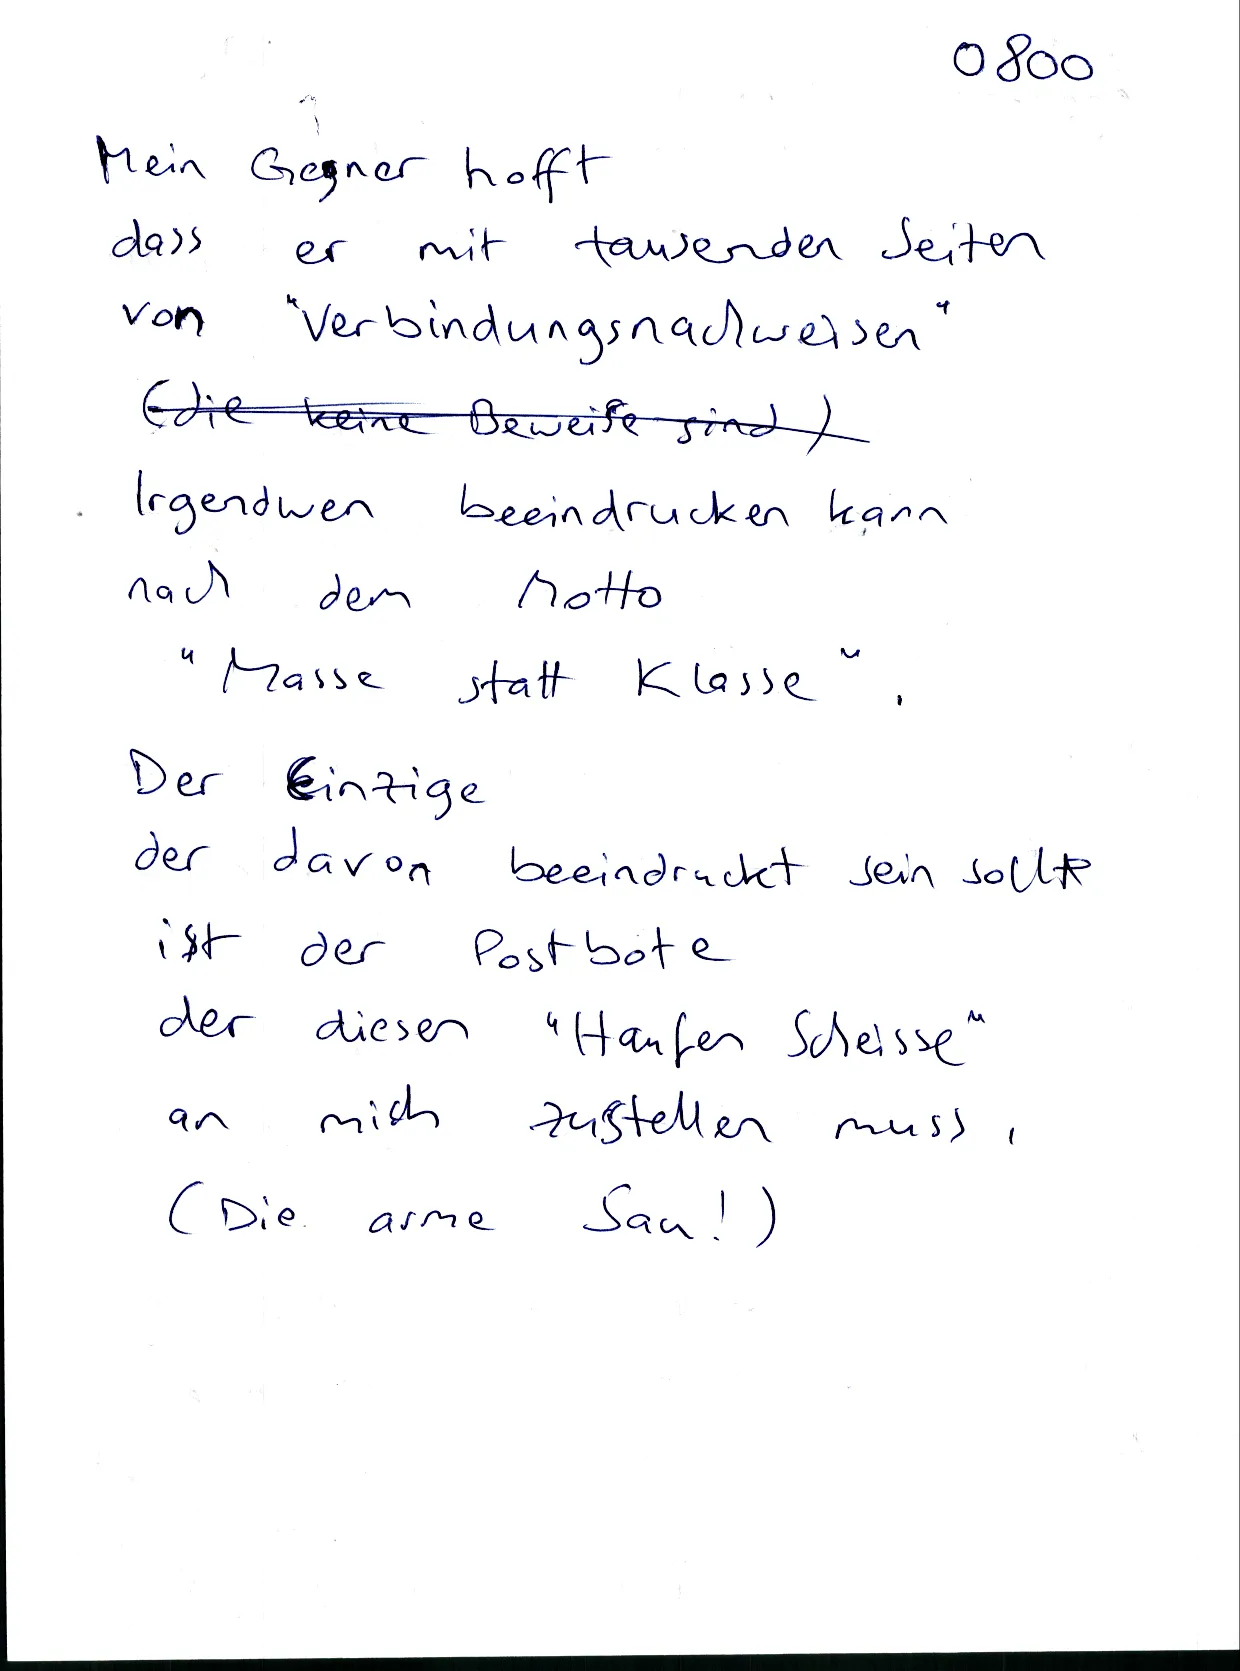 0800
Mein Gegner hofft
dass er mit tausenden Seiten
von "Verbindungsnachweisen"
(die keine Beweise sind)
Irgendwen beeindrucken kann
nach dem Motto
"Masse statt Klasse".
Der Einzige
der davon beeindruckt sein sollte
ist der Postbote
der diesen "Haufen Scheisse"
an mich zustellen muss.
(Die arme Sau!)